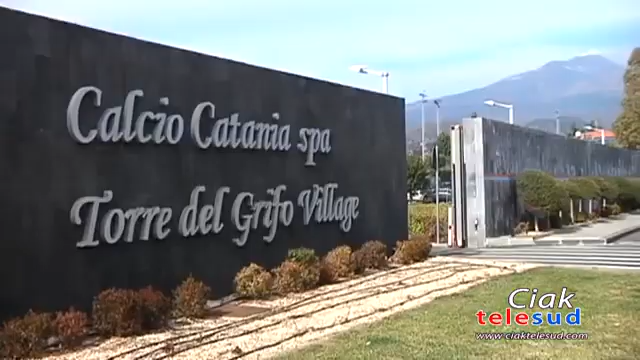 Calcio Catania spa
Torre del Grifo Village
Ciak
telesud
www.ciaktelesud.com